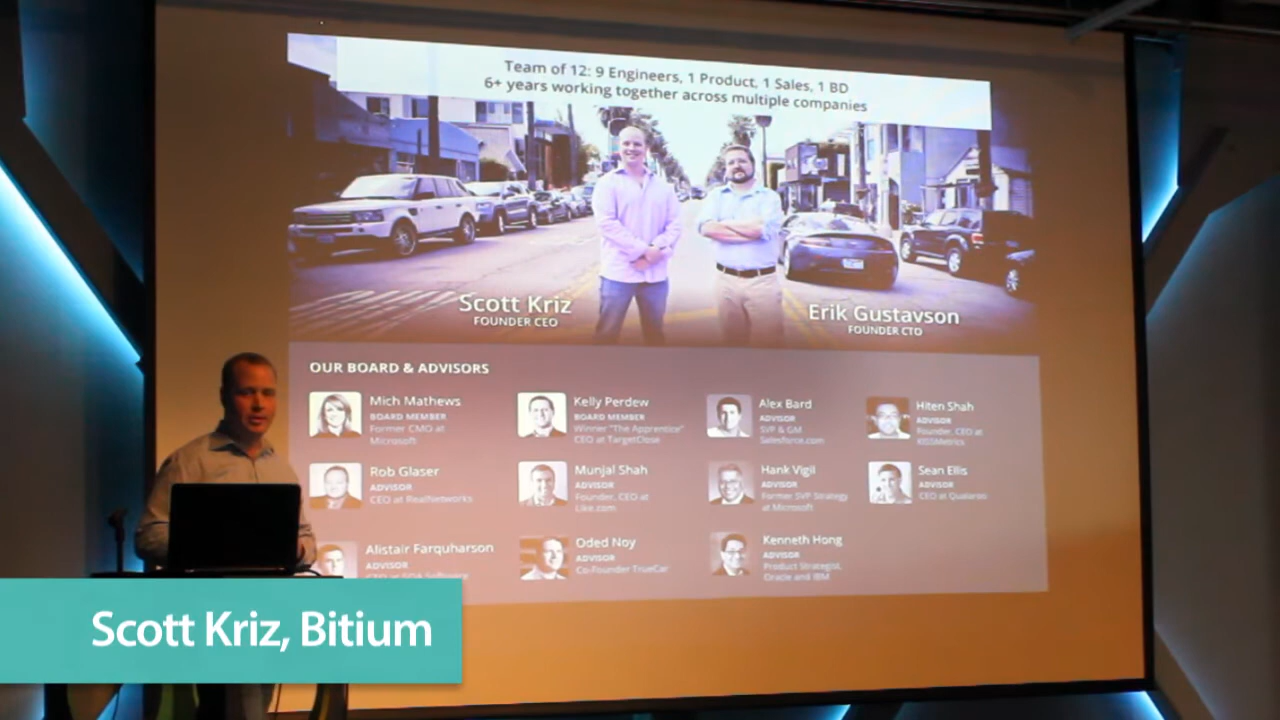 Team of 12: 9 Engineers, 1 Product, 1 Sales, 1 BD
6+ years working together across multiple companies
Scott Kriz
FOUNDER CEO
Erik Gustavson
FOUNDER CTO
OUR BOARD & ADVISORS
Mich Mathews
BOARD MEMBER
Former CMO at
Microsoft
Kelly Perdew
BOARD MEMBER
Winner "The Apprentice"
CEO at TargetClose
Alex Bard
ADVISOR
SVP & GM
Salesforce.com
Hiten Shah
ADVISOR
Founder, CEO at
KISSMetrics
Rob Glaser
ADVISOR
CEO at RealNetworks
Munjal Shah
ADVISOR
Founder, CEO at
Like.com
Hank Vigil
ADVISOR
Former SVP Strategy
at Microsoft
Sean Ellis
ADVISOR
CEO at Qualaroo
Alistair Farquharson
ADVISOR
CTO at SOA Software
Oded Noy
ADVISOR
Co-Founder TrueCar
Kenneth Hong
ADVISOR
Product Strategist,
Oracle and IBM
Scott Kriz, Bitium